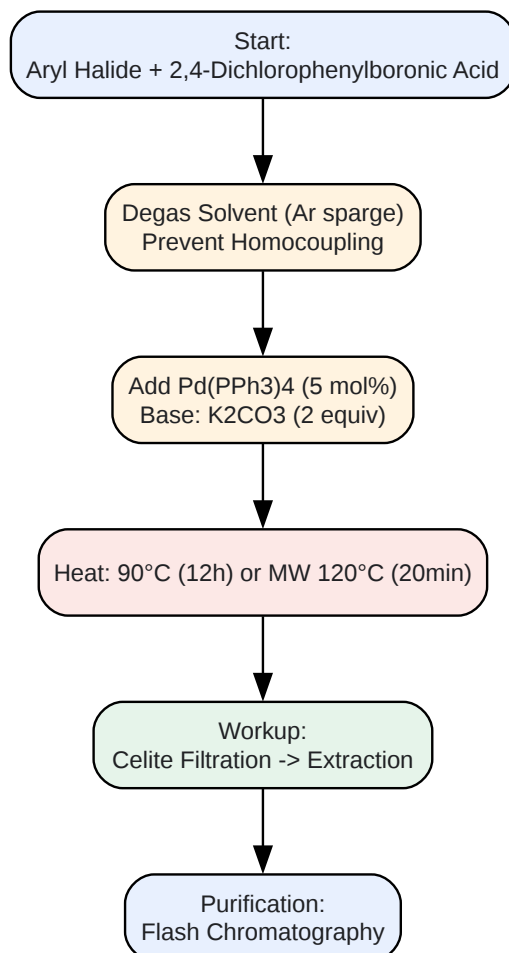 Start:
Aryl Halide + 2,4-Dichlorophenylboronic Acid
Degas Solvent (Ar sparge)
Prevent Homocoupling
Add Pd(PPh3)4 (5 mol%)
Base: K2CO3 (2 equiv)
Heat: 90°C (12h) or MW 120°C (20min)
Workup:
Celite Filtration -> Extraction
Purification:
Flash Chromatography